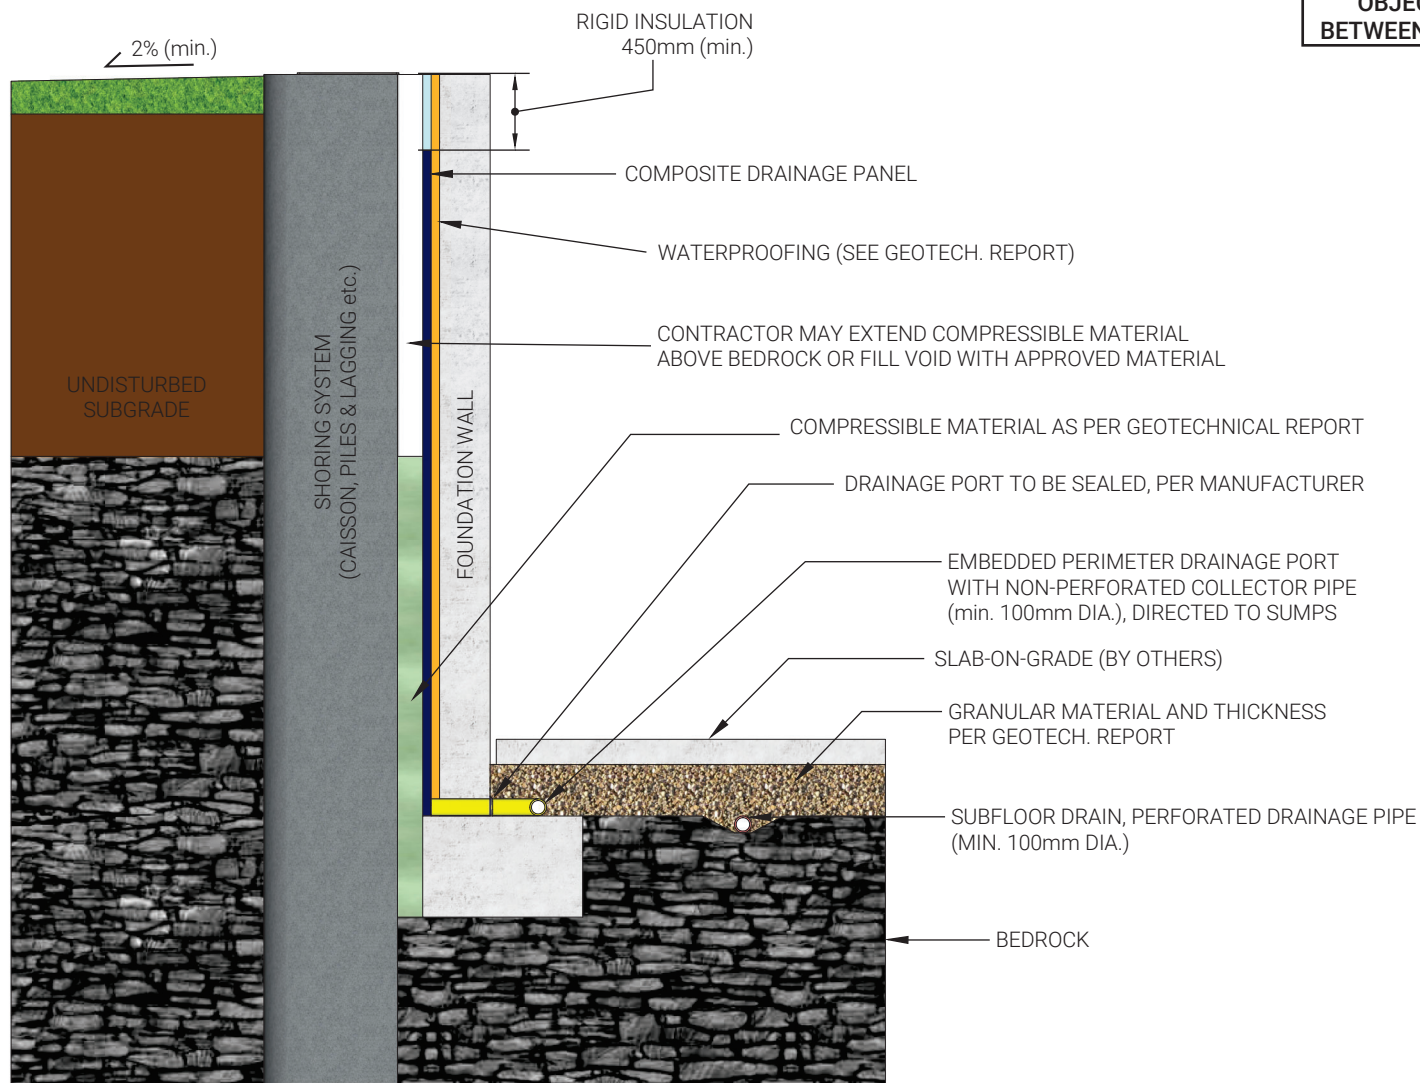 OBJEC
BETWEEN
RIGID INSULATION
450mm (min.)
2% (min.)
COMPOSITE DRAINAGE PANEL
WATERPROOFING (SEE GEOTECH. REPORT)
CONTRACTOR MAY EXTEND COMPRESSIBLE MATERIAL
ABOVE BEDROCK OR FILL VOID WITH APPROVED MATERIAL
UNDISTURBED
SUBGRADE
SHORING SYSTEM
(CAISSON, PILES & LAGGING etc.)
FOUNDATION WALL
COMPRESSIBLE MATERIAL AS PER GEOTECHNICAL REPORT
DRAINAGE PORT TO BE SEALED, PER MANUFACTURER
EMBEDDED PERIMETER DRAINAGE PORT
WITH NON-PERFORATED COLLECTOR PIPE
(min. 100mm DIA.), DIRECTED TO SUMPS
SLAB-ON-GRADE (BY OTHERS)
GRANULAR MATERIAL AND THICKNESS
PER GEOTECH. REPORT
SUBFLOOR DRAIN, PERFORATED DRAINAGE PIPE
(MIN. 100mm DIA.)
BEDROCK